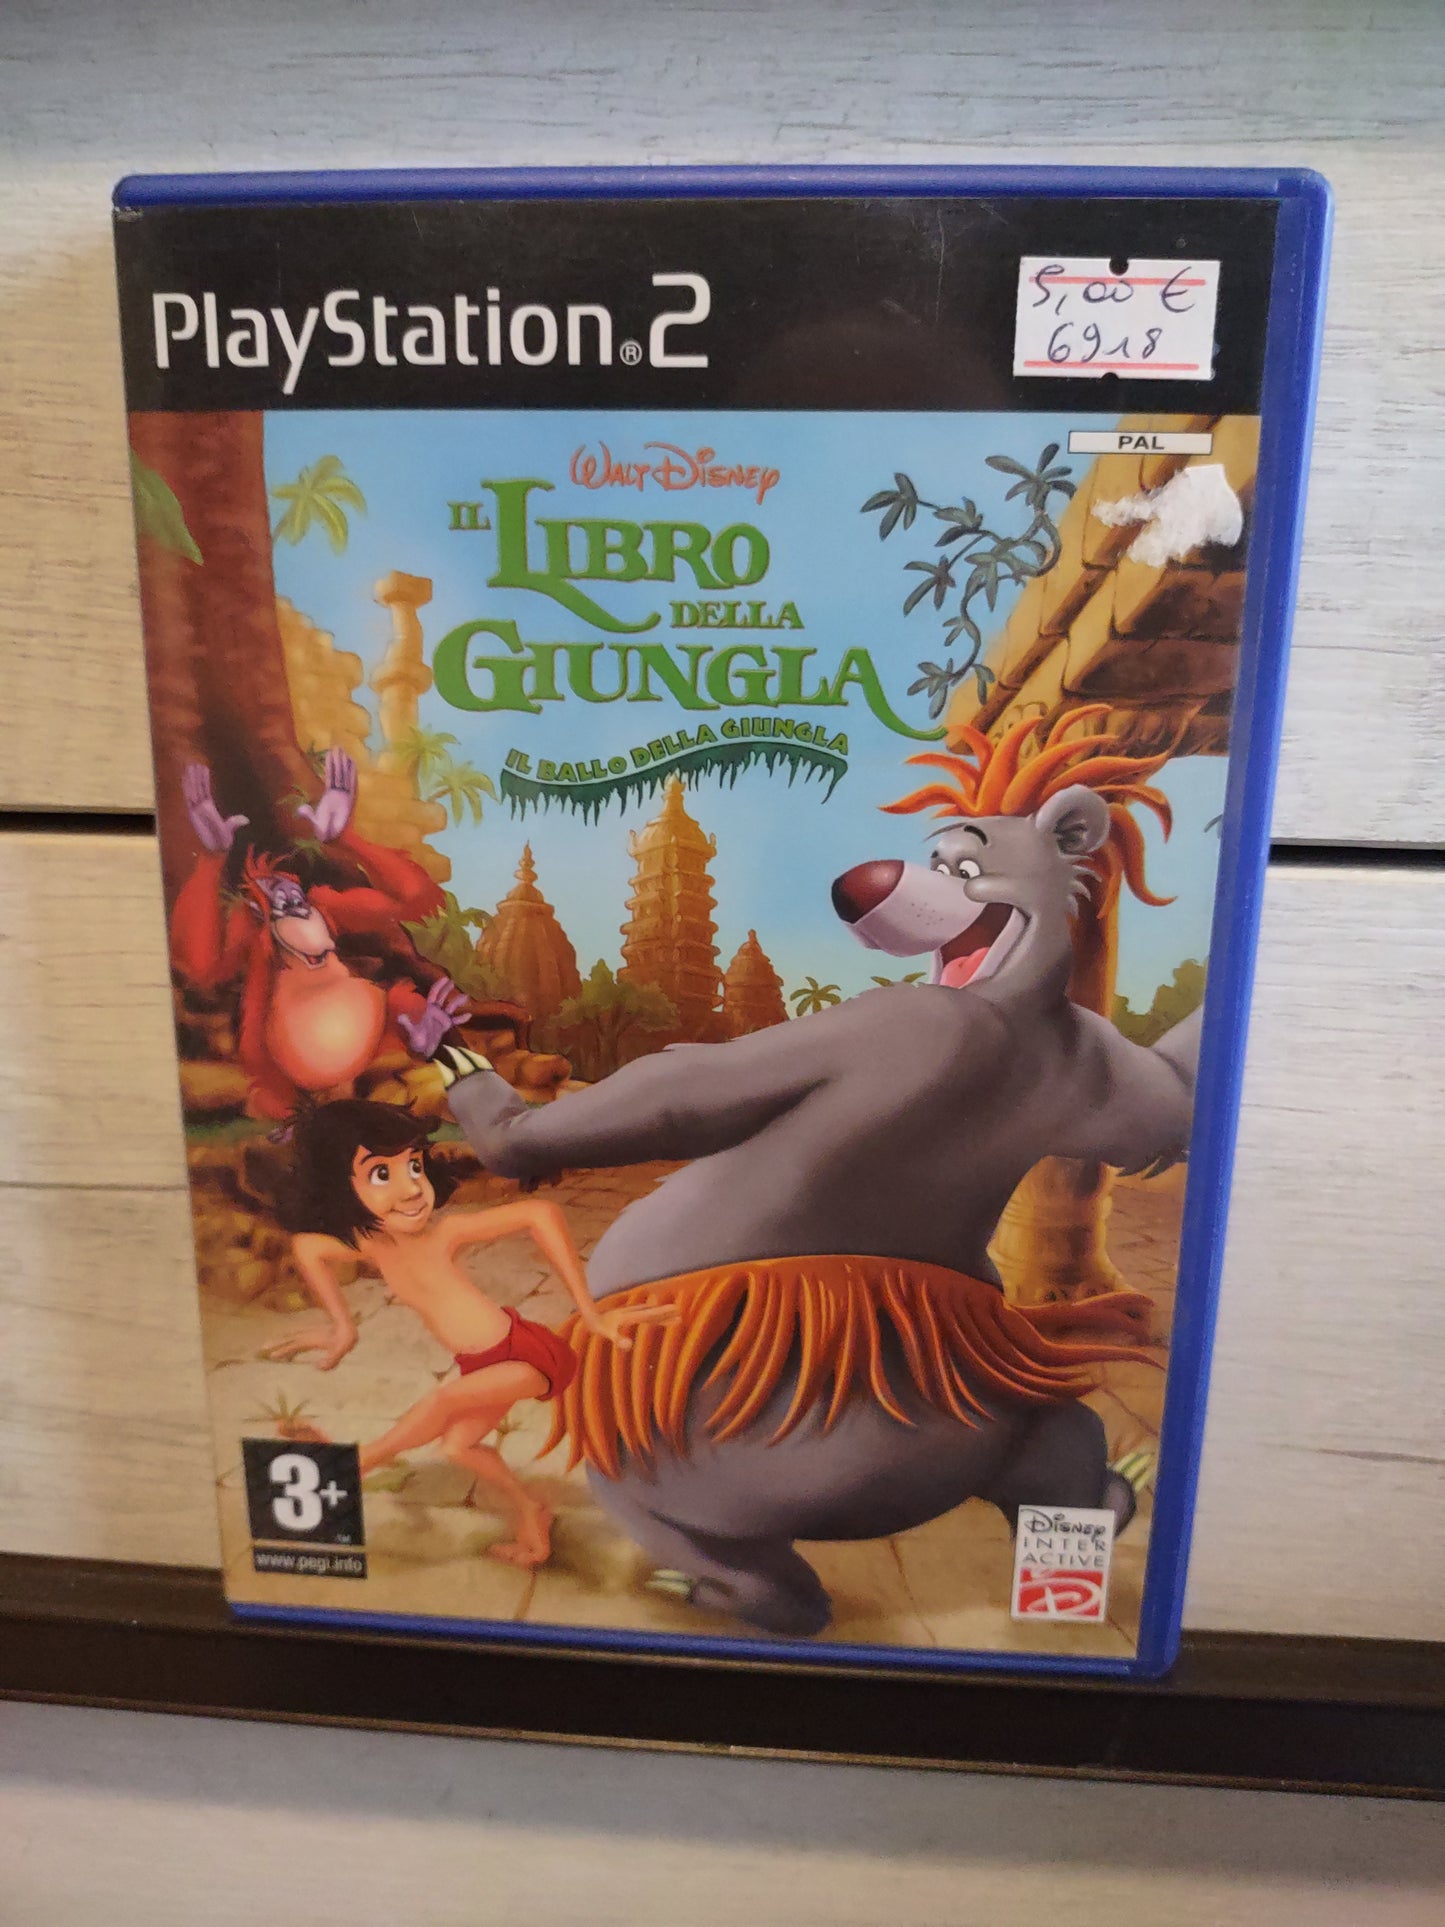 PlayStation®2
5,00 €
6918
PAL
WALT DISNEY
IL LIBRO
DELLA
GIUNGLA
IL BALLO DELLA GIUNGLA
3+
™
www.pegi.info
DISNEY
INTER
ACTIVE